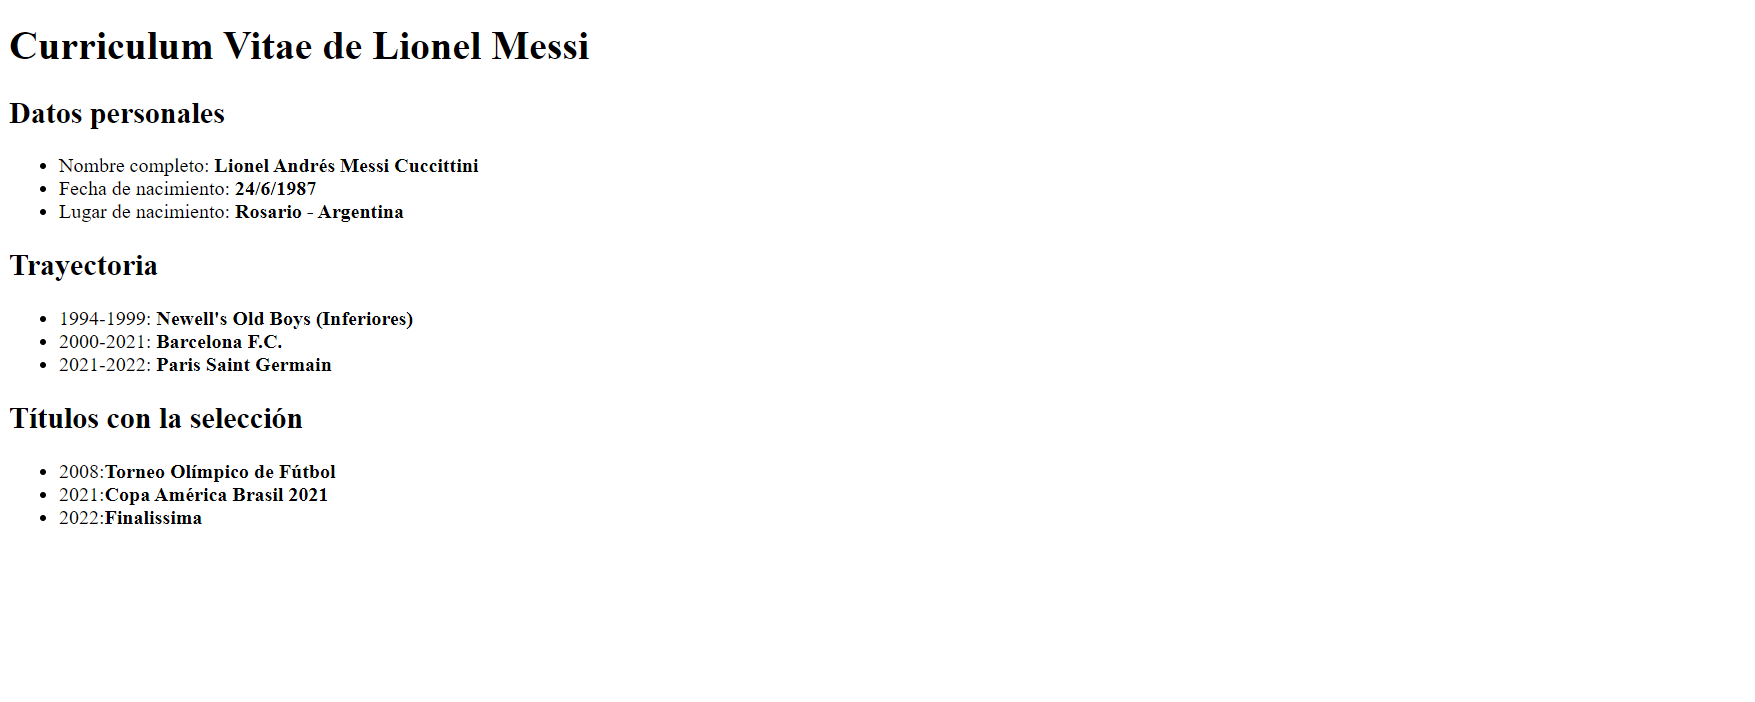 Curriculum Vitae de Lionel Messi
Datos personales
Nombre completo: Lionel Andrés Messi Cuccittini
Fecha de nacimiento: 24/6/1987
Lugar de nacimiento: Rosario - Argentina
Trayectoria
1994-1999: Newell's Old Boys (Inferiores)
2000-2021: Barcelona F.C.
2021-2022: Paris Saint Germain
Títulos con la selección
2008:Torneo Olímpico de Fútbol
2021:Copa América Brasil 2021
2022:Finalissima